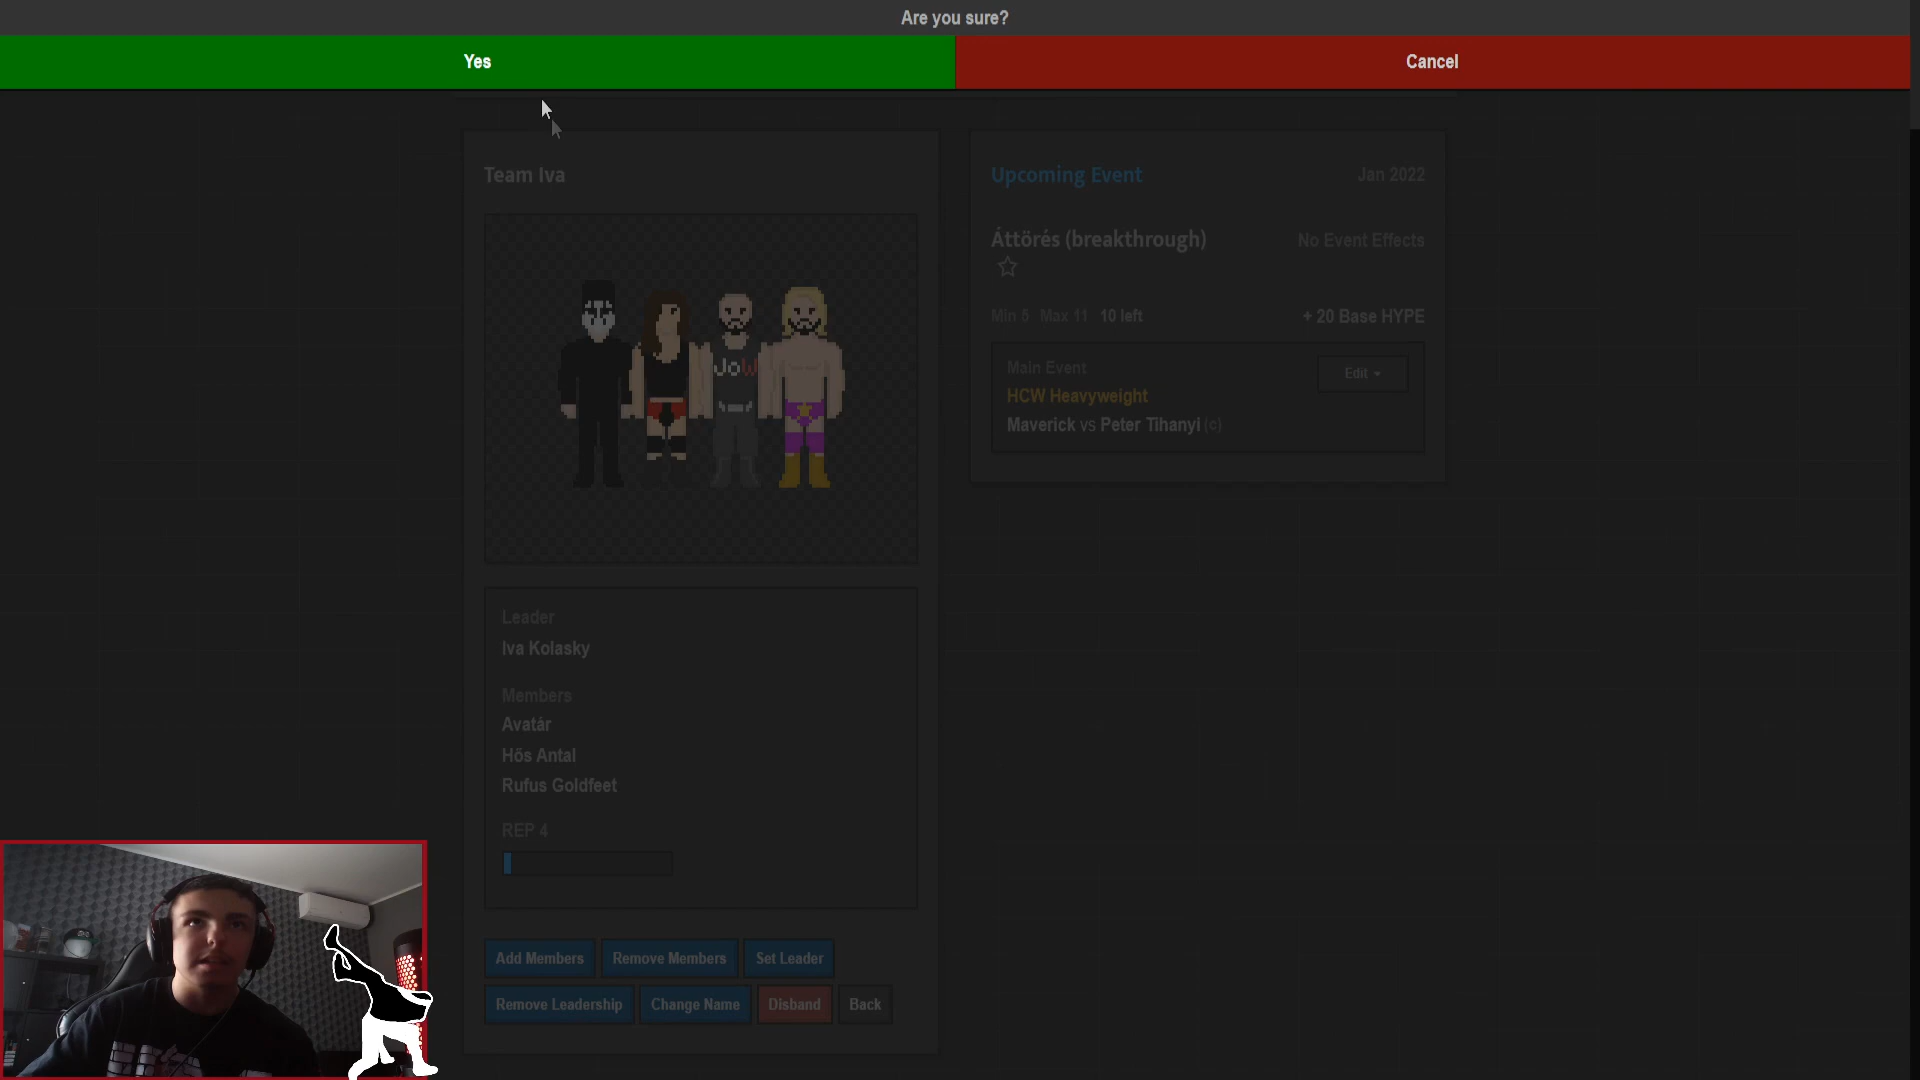 Are you sure?
Yes
Cancel
Team Iva
JoW
Leader
Iva Kolasky
Members
Avatár
Hős Antal
Rufus Goldfeet
REP 4
Add Members
Remove Members
Set Leader
Remove Leadership
Change Name
Disband
Back
Upcoming Event
Jan 2022
Áttörés (breakthrough)
No Event Effects
Min 5 Max 11 10 left
+ 20 Base HYPE
Main Event
Edit
HCW Heavyweight
Maverick vs Peter Tihanyi (c)